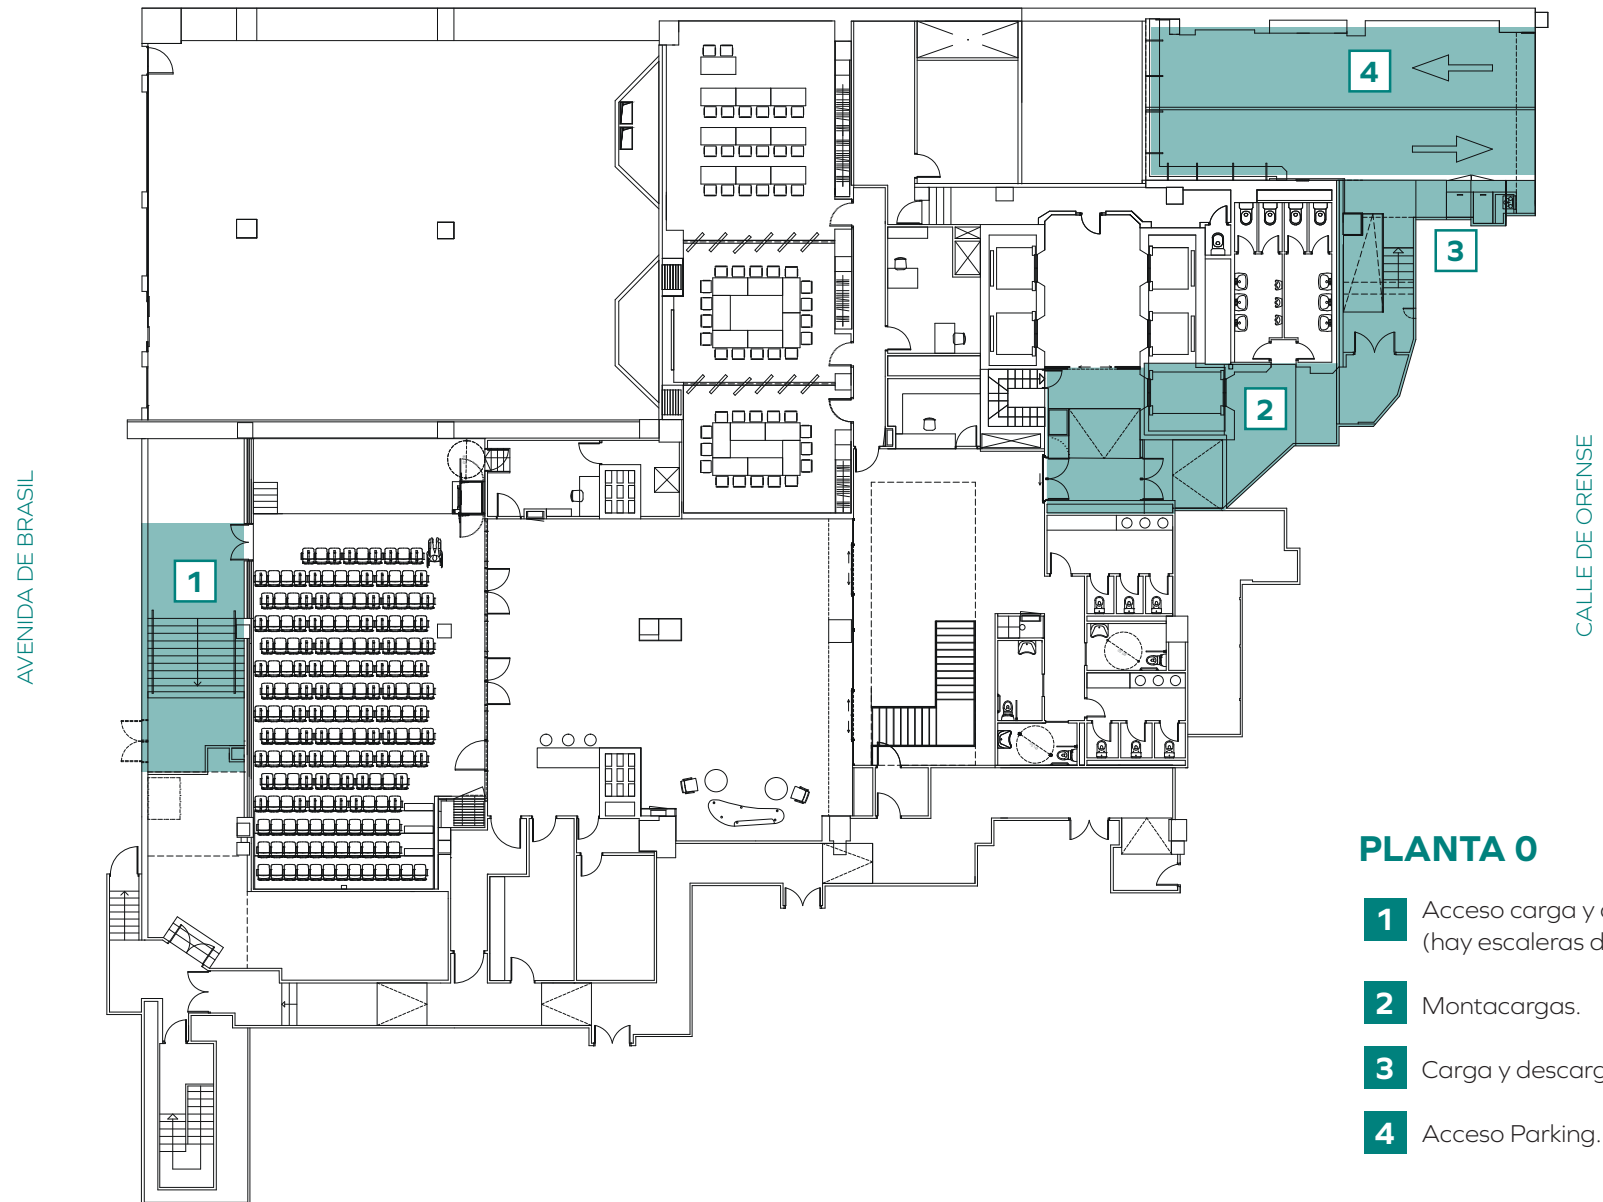 4
3
2
1
AVENIDA DE BRASIL
CALLE DE ORENSE
PLANTA 0
1 Acceso carga y
(hay escaleras
2 Montacargas.
3 Carga y
4 Acceso Parking.